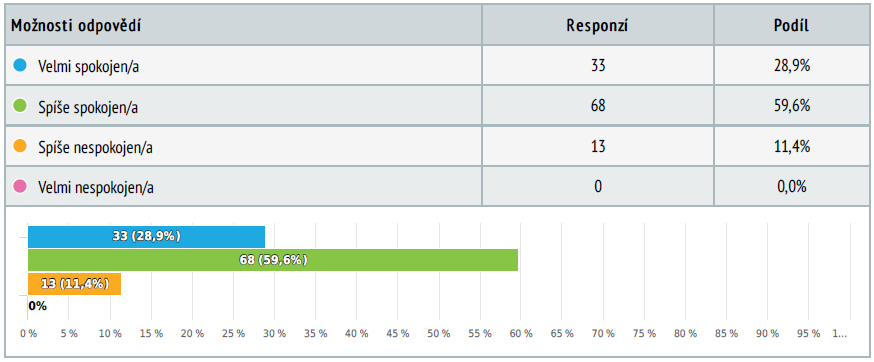 Možnosti odpovědí Responzí Podíl
Velmi spokojen/a 33 28,9%
Spíše spokojen/a 68 59,6%
Spíše nespokojen/a 13 11,4%
Velmi nespokojen/a 0 0,0%
33 (28,9%)
68 (59,6%)
13 (11,4%)
0%
0 % 5 % 10 % 15 % 20 % 25 % 30 % 35 % 40 % 45 % 50 % 55 % 60 % 65 % 70 % 75 % 80 % 85 % 90 % 95 % 1...